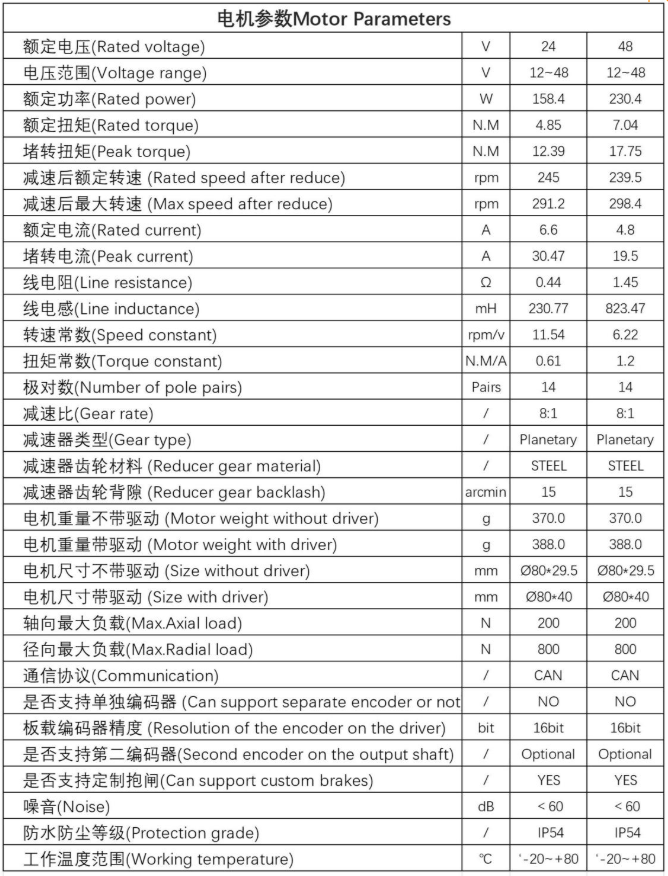 电机参数Motor Parameters
额定电压(Rated voltage) V 24 48
电压范围(Voltage range) V 12~48 12~48
额定功率(Rated power) W 158.4 230.4
额定扭矩(Rated torque) N.M 4.85 7.04
堵转扭矩(Peak torque) N.M 12.39 17.75
减速后额定转速 (Rated speed after reduce) rpm 245 239.5
减速后最大转速 (Max speed after reduce) rpm 291.2 298.4
额定电流(Rated current) A 6.6 4.8
堵转电流(Peak current) A 30.47 19.5
线电阻(Line resistance) Ω 0.44 1.45
线电感(Line inductance) mH 230.77 823.47
转速常数(Speed constant) rpm/v 11.54 6.22
扭矩常数(Torque constant) N.M/A 0.61 1.2
极对数(Number of pole pairs) Pairs 14 14
减速比(Gear rate) / 8:1 8:1
减速器类型(Gear type) / Planetary Planetary
减速器齿轮材料 (Reducer gear material) / STEEL STEEL
减速器齿轮背隙 (Reducer gear backlash) arcmin 15 15
电机重量不带驱动 (Motor weight without driver) g 370.0 370.0
电机重量带驱动 (Motor weight with driver) g 388.0 388.0
电机尺寸不带驱动 (Size without driver) mm Ø80*29.5 Ø80*29.5
电机尺寸带驱动 (Size with driver) mm Ø80*40 Ø80*40
轴向最大负载(Max.Axial load) N 200 200
径向最大负载(Max.Radial load) N 800 800
通信协议(Communication) / CAN CAN
是否支持单独编码器 (Can support separate encoder or not / NO NO
板载编码器精度 (Resolution of the encoder on the driver) bit 16bit 16bit
是否支持第二编码器(Second encoder on the output shaft) / Optional Optional
是否支持定制抱闸(Can support custom brakes) / YES YES
噪音(Noise) dB ＜60 ＜60
防水防尘等级(Protection grade) / IP54 IP54
工作温度范围(Working temperature) ℃ '-20~+80 '-20~+80